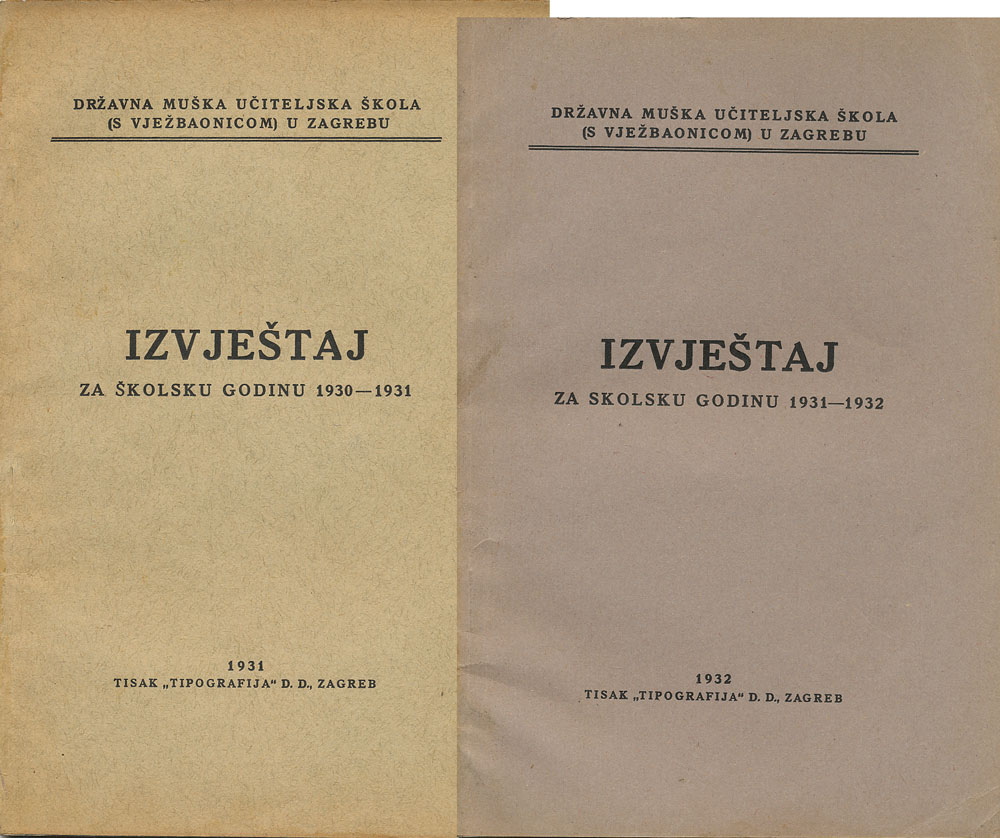 DRŽAVNA MUŠKA UČITELJSKA ŠKOLA
(S VJEŽBAONICOM) U ZAGREBU
IZVJEŠTAJ
ZA ŠKOLSKU GODINU 1930—1931
1931
TISAK „TIPOGRAFIJA“ D. D., ZAGREB
DRŽAVNA MUŠKA UČITELJSKA ŠKOLA
(S VJEŽBAONICOM) U ZAGREBU
IZVJEŠTAJ
ZA SKOLSKU GODINU 1931—1932
1932
TISAK „TIPOGRAFIJA“ D. D., ZAGREB